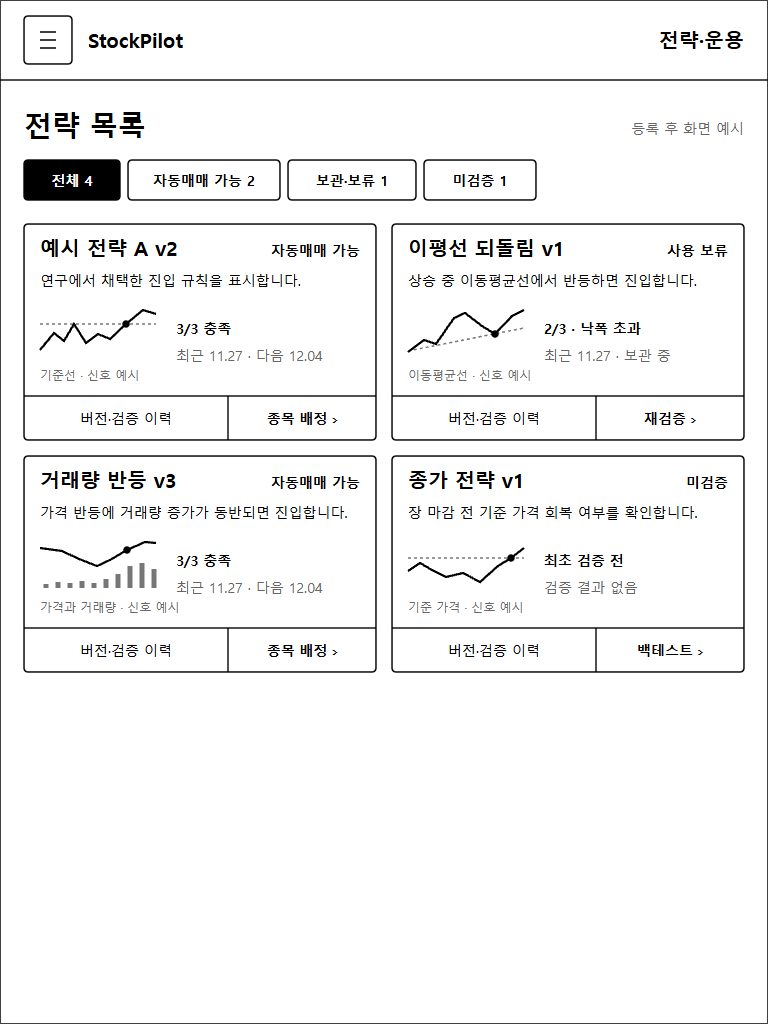 StockPilot
전략·운용
전략 목록
등록 후 화면 예시
전체 4
자동매매 가능 2
보관·보류 1
미검증 1
예시 전략 A v2
자동매매 가능
연구에서 채택한 진입 규칙을 표시합니다.
3/3 충족
최근 11.27 · 다음 12.04
기준선 · 신호 예시
버전·검증 이력
종목 배정 ›
이평선 되돌림 v1
사용 보류
상승 중 이동평균선에서 반등하면 진입합니다.
2/3 · 낙폭 초과
최근 11.27 · 보관 중
이동평균선 · 신호 예시
버전·검증 이력
재검증 ›
거래량 반등 v3
자동매매 가능
가격 반등에 거래량 증가가 동반되면 진입합니다.
3/3 충족
최근 11.27 · 다음 12.04
가격과 거래량 · 신호 예시
버전·검증 이력
종목 배정 ›
종가 전략 v1
미검증
장 마감 전 기준 가격 회복 여부를 확인합니다.
최초 검증 전
검증 결과 없음
기준 가격 · 신호 예시
버전·검증 이력
백테스트 ›